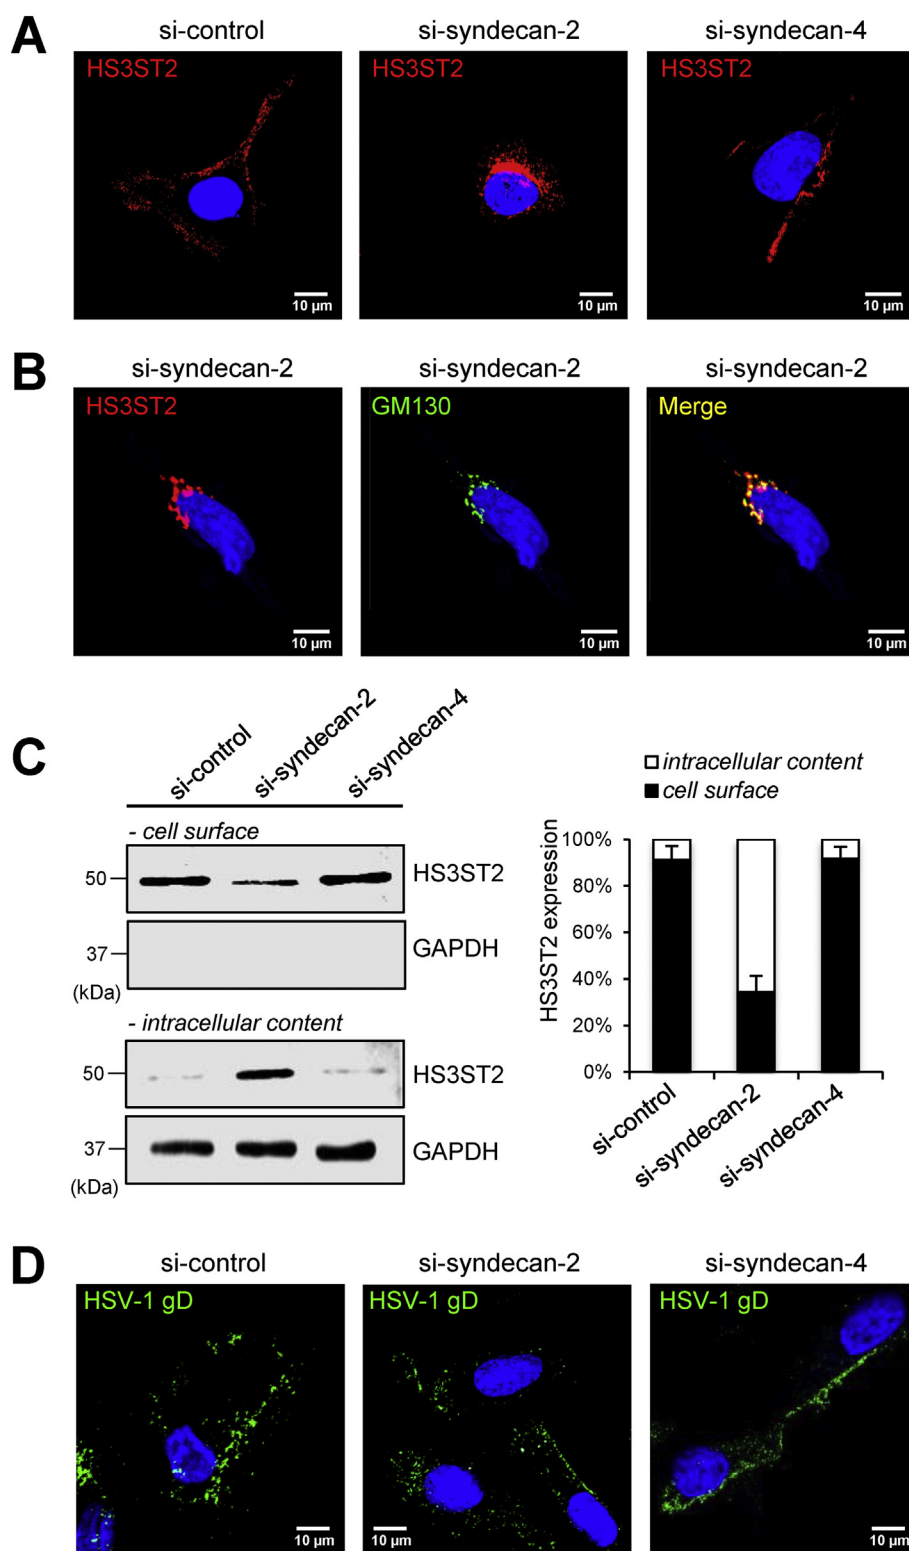 A
si-control
si-syndecan-2
si-syndecan-4
HS3ST2
HS3ST2
HS3ST2
10 µm
10 µm
10 µm
B
si-syndecan-2
si-syndecan-2
si-syndecan-2
HS3ST2
GM130
Merge
10 µm
10 µm
10 µm
C
si-control
si-syndecan-2
si-syndecan-4
- cell surface
50
HS3ST2
37
GAPDH
(kDa)
- intracellular content
50
HS3ST2
37
GAPDH
(kDa)
intracellular content
cell surface
HS3ST2 expression
100%
80%
60%
40%
20%
0%
si-control
si-syndecan-2
si-syndecan-4
D
si-control
si-syndecan-2
si-syndecan-4
HSV-1 gD
HSV-1 gD
HSV-1 gD
10 µm
10 µm
10 µm